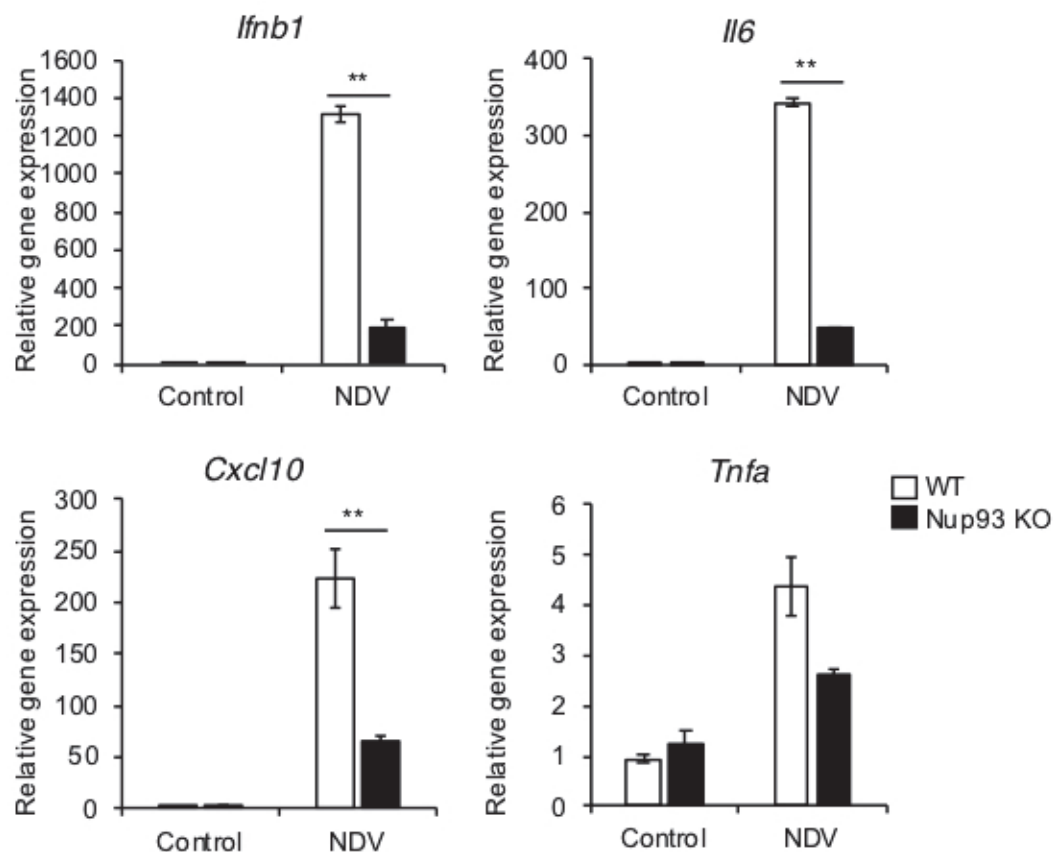 Ifnb1
Relative gene expression
1600
1400
1200
1000
800
600
400
200
0
**
Control
NDV
Il6
Relative gene expression
400
300
200
100
0
**
Control
NDV
Cxcl10
Relative gene expression
300
250
200
150
100
50
0
**
Control
NDV
Tnfa
Relative gene expression
6
5
4
3
2
1
0
Control
NDV
WT
Nup93 KO